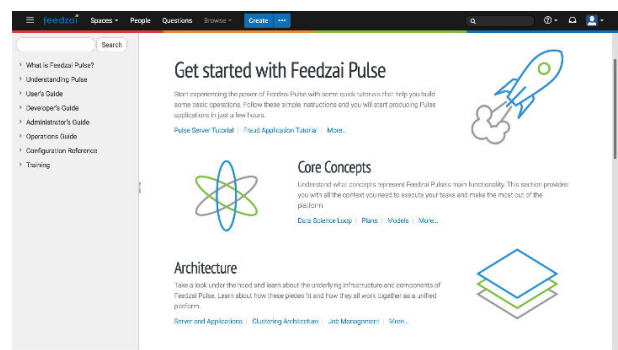 feedzai Spaces People Questions Browse Create •••
Search
What is Feedzai Pulse?
Understanding Pulse
User's Guide
Developer's Guide
Administrator's Guide
Operations Guide
Configuration Reference
Training
Get started with Feedzai Pulse
Start experiencing the power of Feedzai Pulse with some quick tutorials that help you build
some basic operations. Follow these simple instructions and you will start producing Pulse
applications in just a few hours.
Pulse Server Tutorial | Fraud Application Tutorial | More...
Core Concepts
Understand what concepts represent Feedzai Pulse's main functionality. This section provides
you with all the context you need to execute your tasks and make the most out of the
platform.
Data Science Loop | Plans | Models | More...
Architecture
Take a look under the hood and learn about the underlying infrastructure and components of
Feedzai Pulse. Learn about how these pieces fit and how they all work together as a unified
platform.
Server and Applications | Clustering Architecture | Job Management | More...